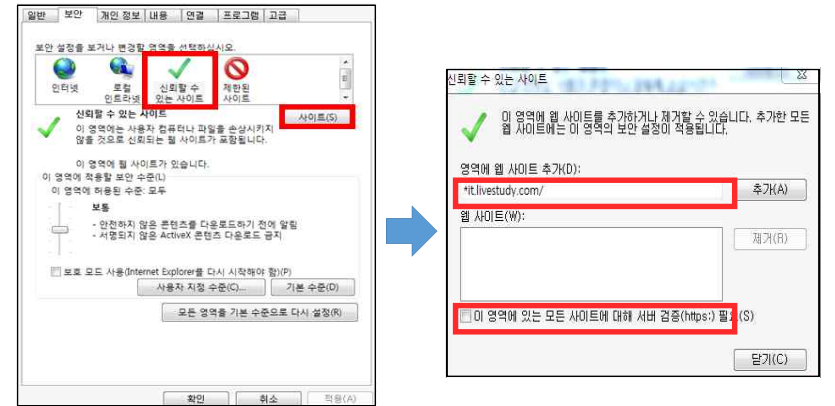 일반 보안 개인 정보 내용 연결 프로그램 고급
보안 설정을 보거나 변경할 영역을 선택하십시오.
인터넷 로컬 인트라넷 신뢰할 수 있는 사이트 제한된 사이트
신뢰할 수 있는 사이트
사이트(S)
이 영역에는 사용자 컴퓨터나 파일을 손상시키지
않을 것으로 신뢰되는 웹 사이트가 포함됩니다.
이 영역에 웹 사이트가 있습니다.
이 영역에 적용할 보안 수준(L)
이 영역에 허용된 수준: 모두
보통
- 안전하지 않은 콘텐츠를 다운로드하기 전에 알림
- 서명되지 않은 ActiveX 콘텐츠 다운로드 금지
보호 모드 사용(Internet Explorer를 다시 시작해야 함)(P)
사용자 지정 수준(C)... 기본 수준(D)
모든 영역을 기본 수준으로 다시 설정(R)
확인 취소 적용(A)
신뢰할 수 있는 사이트
이 영역에 웹 사이트를 추가하거나 제거할 수 있습니다. 추가한 모든
웹 사이트에는 이 영역의 보안 설정이 적용됩니다.
영역에 웹 사이트 추가(D):
*it.livestudy.com/ 추가(A)
웹 사이트(W):
제거(R)
이 영역에 있는 모든 사이트에 대해 서버 검증(https:) 필요(S)
닫기(C)